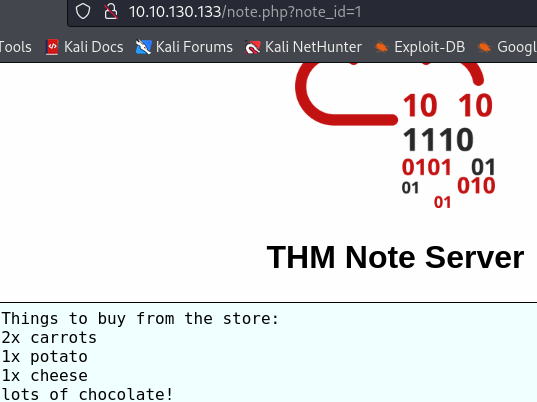 10.10.130.133/note.php?note_id=1
Tools Kali Docs Kali Forums Kali NetHunter Exploit-DB Googl
10 10
1110
0101 01
01 010
01
THM Note Server
Things to buy from the store:
2x carrots
1x potato
1x cheese
lots of chocolate!